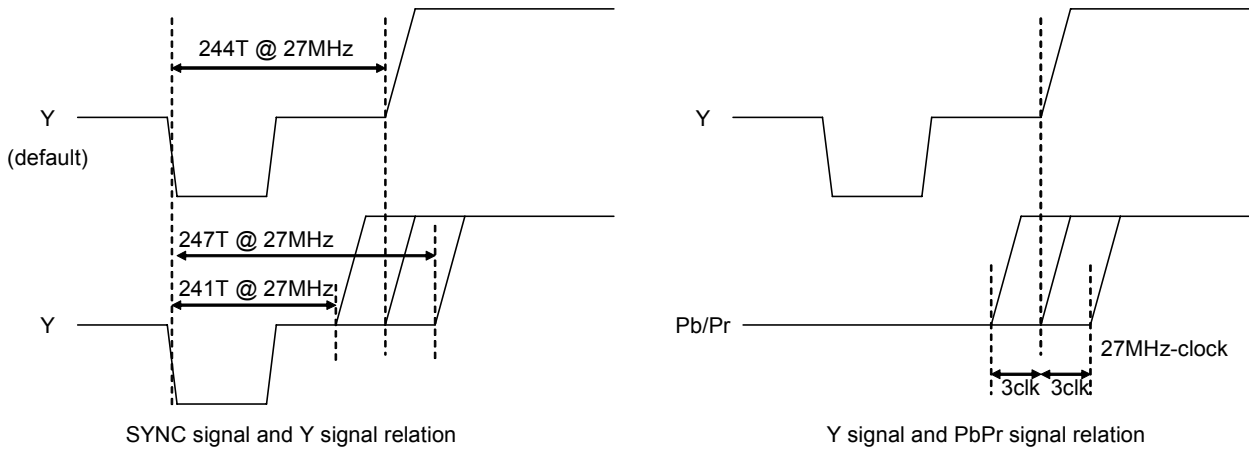 244T @ 27MHz
Y
(default)
247T @ 27MHz
241T @ 27MHz
Y
SYNC signal and Y signal relation
Y
Pb/Pr
27MHz-clock
3clk
3clk
Y signal and PbPr signal relation